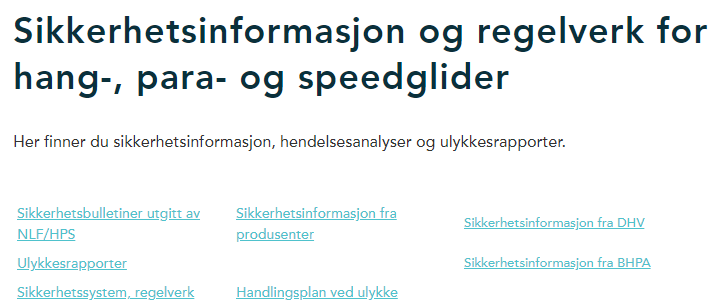 Sikkerhetsinformasjon og regelverk for
hang-, para- og speedglider
Her finner du sikkerhetsinformasjon, hendelsesanalyser og ulykkesrapporter.
Sikkerhetsbulletiner utgitt av
NLF/HPS
Sikkerhetsinformasjon fra
produsenter
Sikkerhetsinformasjon fra DHV
Ulykkesrapporter
Sikkerhetsinformasjon fra BHPA
Sikkerhetssystem, regelverk
Handlingsplan ved ulykke